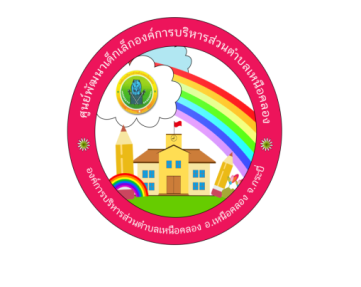 ศูนย์พัฒนาเด็กเล็กองค์การบริหารส่วนตำบลเหนือคลอง
องค์การบริหารส่วนตำบลเหนือคลอง อ.เหนือคลอง จ.กระบี่